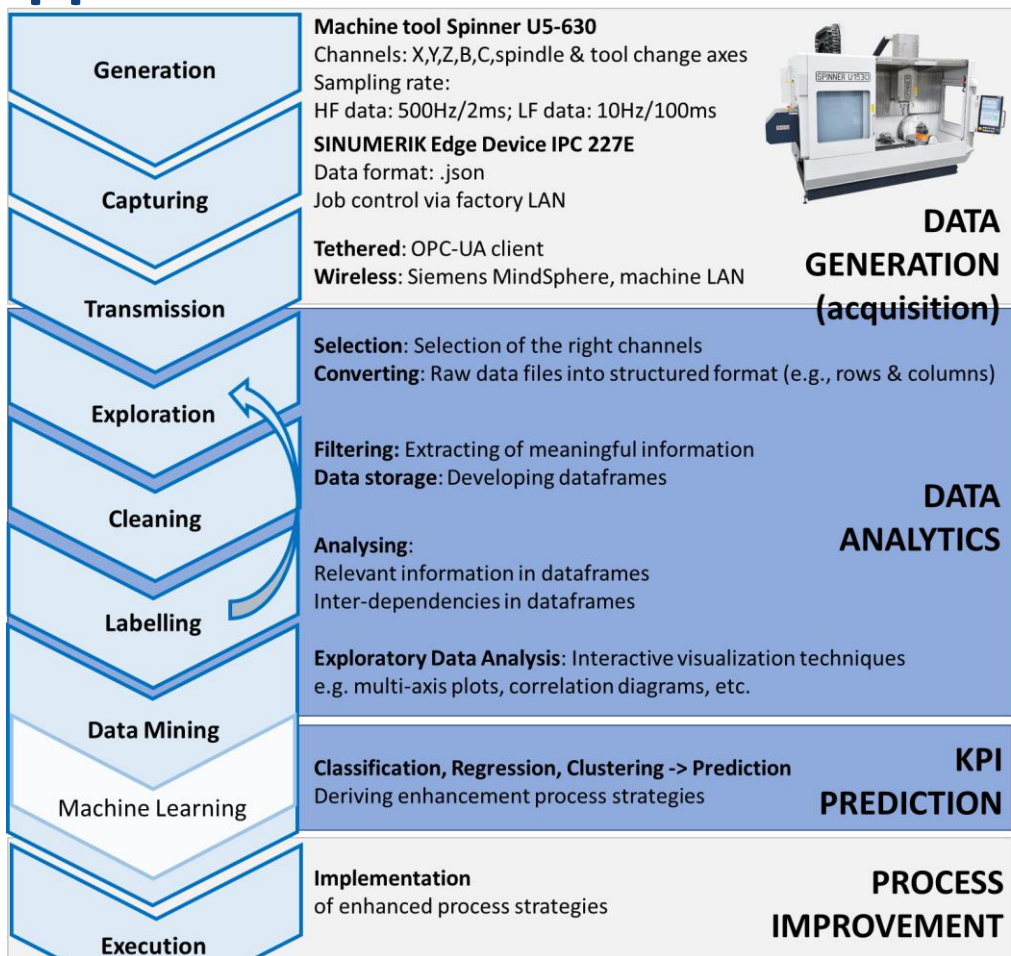 Generation
Machine tool Spinner U5-630
Channels: X,Y,Z,B,C,spindle & tool change axes
Sampling rate:
HF data: 500Hz/2ms; LF data: 10Hz/100ms
SPINNER U1530
Capturing
SINUMERIK Edge Device IPC 227E
Data format: .json
Job control via factory LAN
Transmission
Tethered: OPC-UA client
Wireless: Siemens MindSphere, machine LAN
DATA
GENERATION
(acquisition)
Exploration
Selection: Selection of the right channels
Converting: Raw data files into structured format (e.g., rows & columns)
Cleaning
Filtering: Extracting of meaningful information
Data storage: Developing dataframes
DATA
ANALYTICS
Labelling
Analysing:
Relevant information in dataframes
Inter-dependencies in dataframes
Data Mining
Exploratory Data Analysis: Interactive visualization techniques
e.g. multi-axis plots, correlation diagrams, etc.
Machine Learning
Classification, Regression, Clustering -> Prediction
Deriving enhancement process strategies
KPI
PREDICTION
Execution
Implementation
of enhanced process strategies
PROCESS
IMPROVEMENT